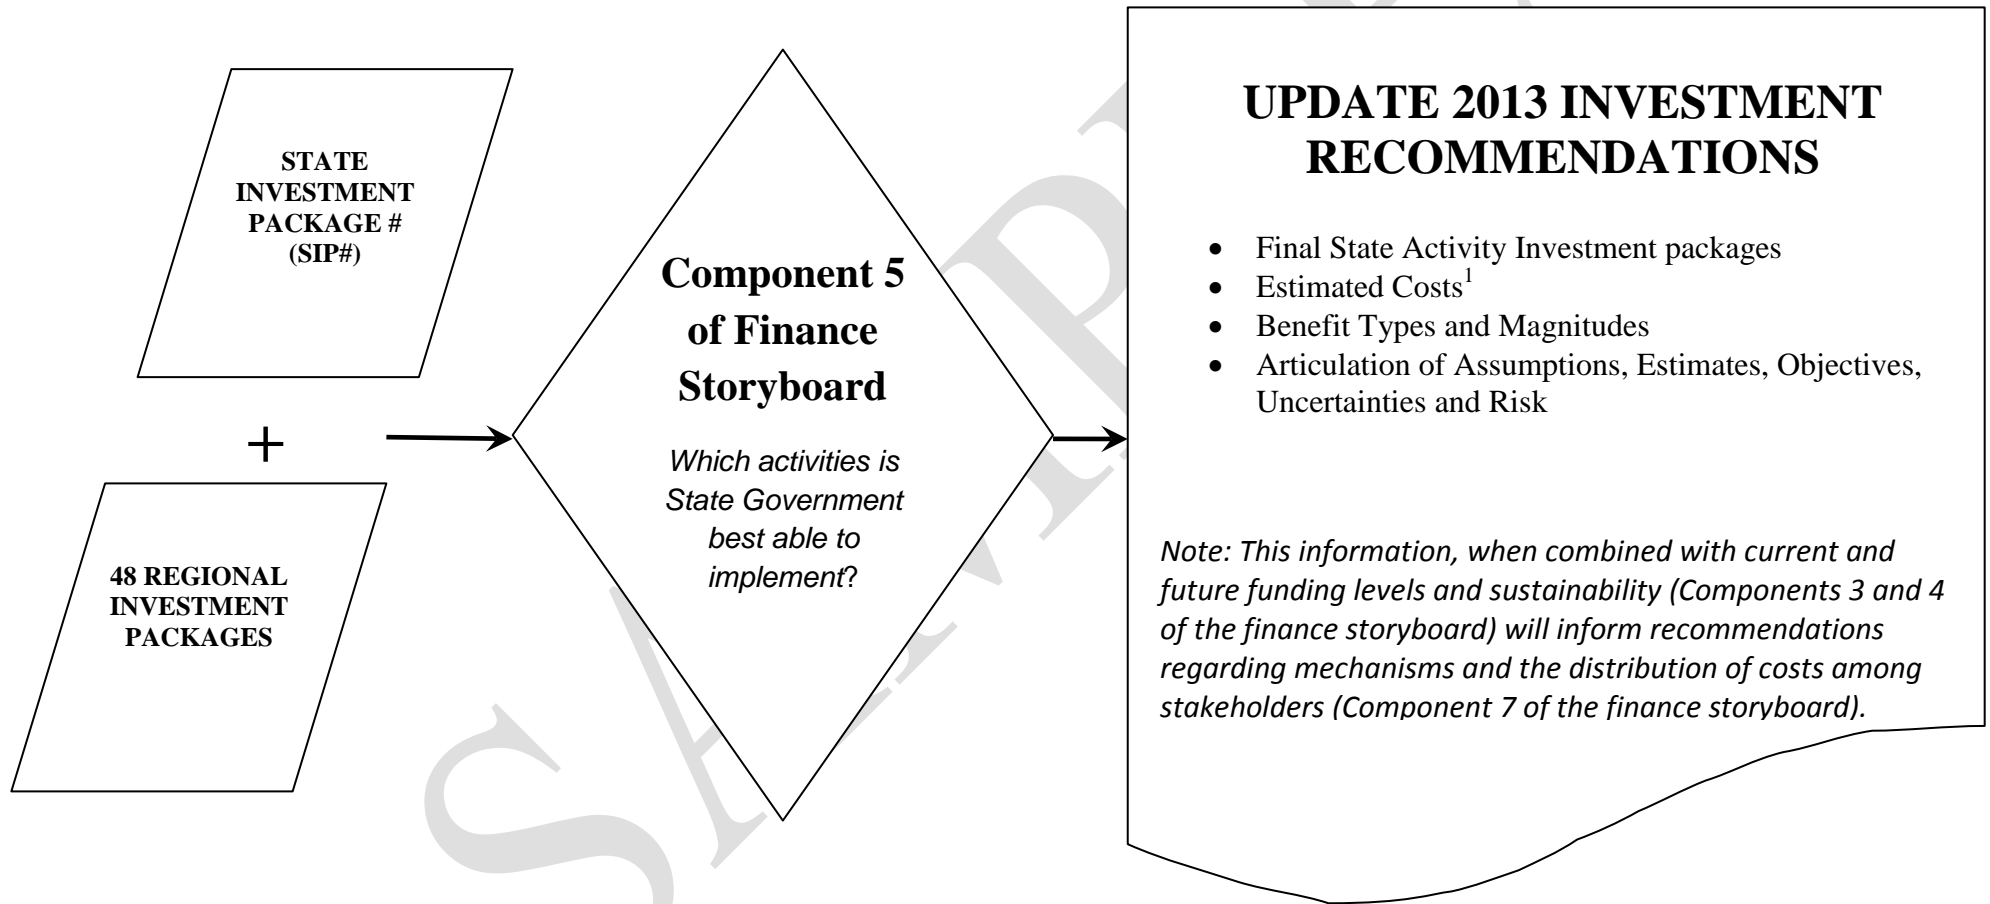 STATE
INVESTMENT
PACKAGE #
(SIP#)
+
48 REGIONAL
INVESTMENT
PACKAGES
Component 5
of Finance
Storyboard
Which activities is
State Government
best able to
implement?
UPDATE 2013 INVESTMENT
RECOMMENDATIONS
• Final State Activity Investment packages
• Estimated Costs1
• Benefit Types and Magnitudes
• Articulation of Assumptions, Estimates, Objectives,
Uncertainties and Risk
Note: This information, when combined with current and
future funding levels and sustainability (Components 3 and 4
of the finance storyboard) will inform recommendations
regarding mechanisms and the distribution of costs among
stakeholders (Component 7 of the finance storyboard).